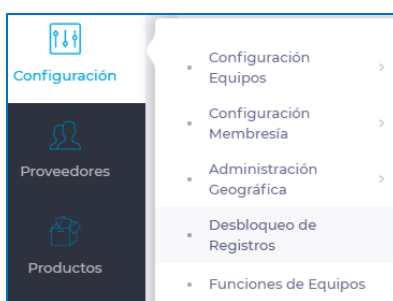 Configuración
Proveedores
Productos
Configuración
Equipos
Configuración
Membresía
Administración
Geográfica
Desbloqueo de
Registros
Funciones de Equipos